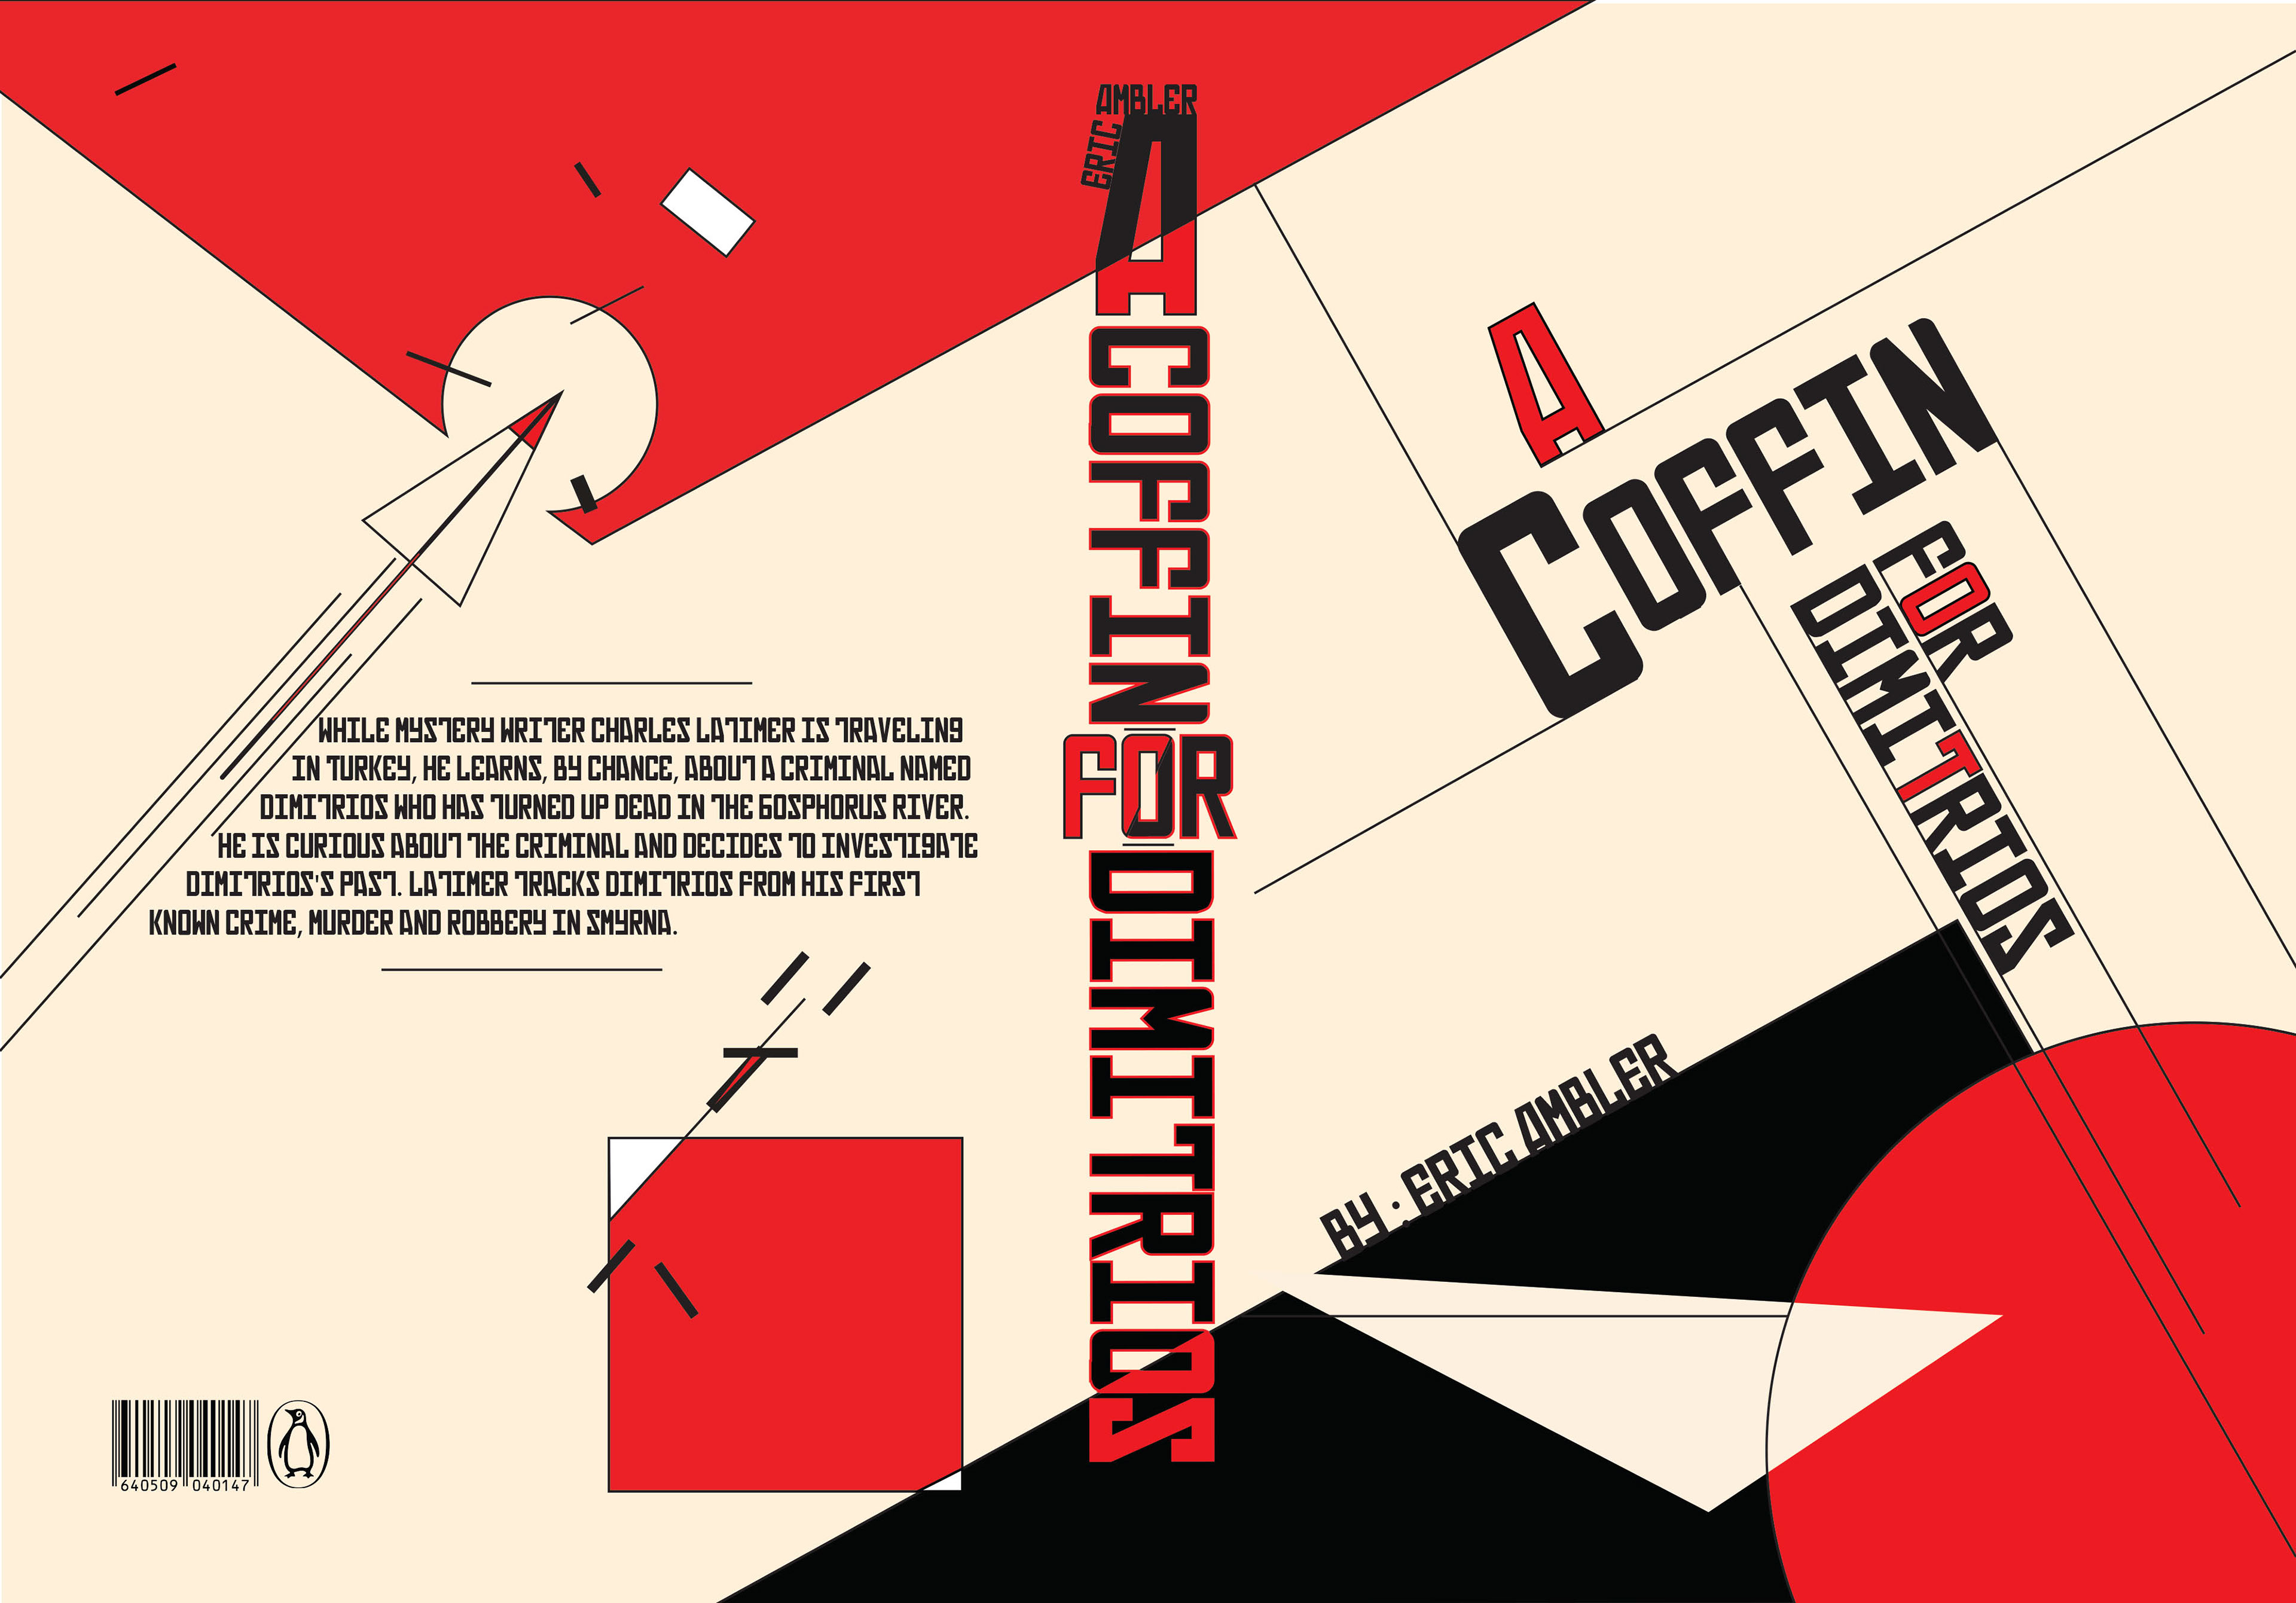 WHILE MYSTERY WRITER CHARLES LATIMER IS TRAVELING
IN TURKEY, HE LEARNS, BY CHANCE, ABOUT A CRIMINAL NAMED
DIMITRIOS WHO HAS TURNED UP DEAD IN THE BOSPHORUS RIVER.
HE IS CURIOUS ABOUT THE CRIMINAL AND DECIDES TO INVESTIGATE
DIMITRIOS'S PAST. LATIMER TRACKS DIMITRIOS FROM HIS FIRST
KNOWN CRIME, MURDER AND ROBBERY IN SMYRNA.
640509 040147
ERIC
AMBLER
A
COFFIN
FOR
DIMITRIOS
A
COFFIN
FOR
DIMITRIOS
BY : ERIC AMBLER